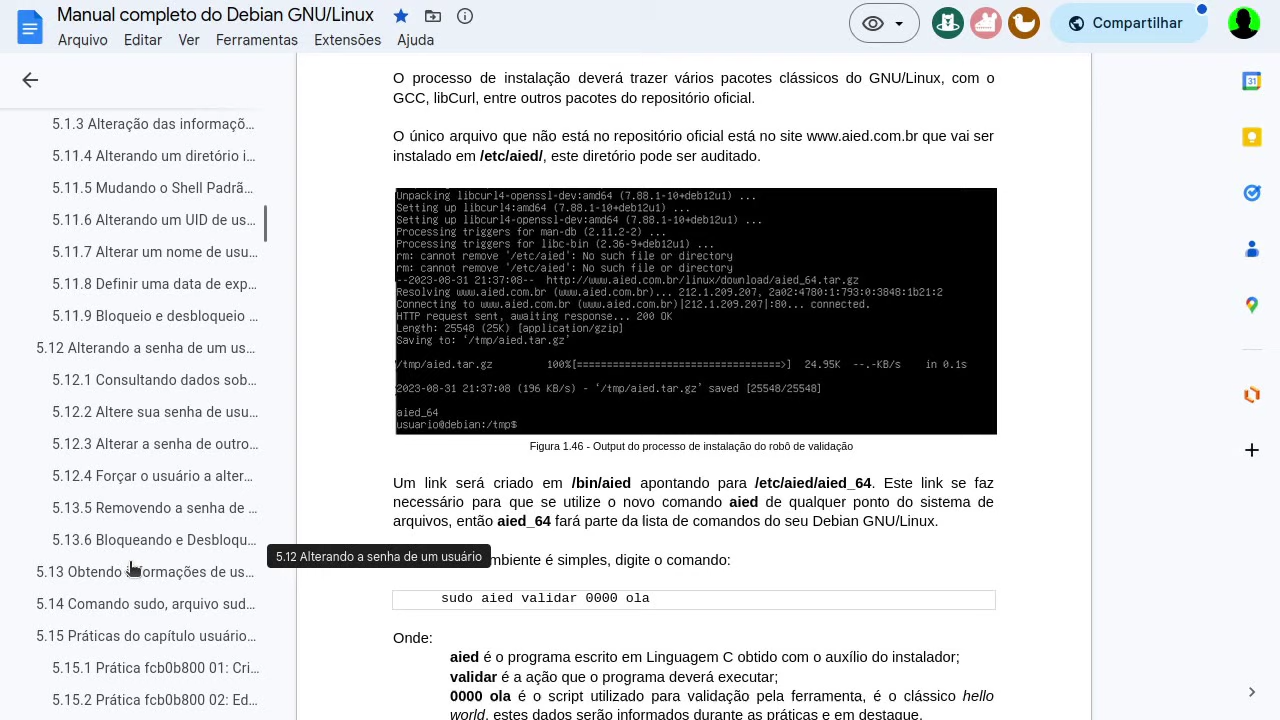 Manual completo do Debian GNU/Linux
Arquivo Editar Ver Ferramentas Extensões Ajuda
Compartilhar
5.1.3 Alteração das informaçõ...
5.11.4 Alterando um diretório i...
5.11.5 Mudando o Shell Padrã...
5.11.6 Alterando um UID de us...
5.11.7 Alterar um nome de usu...
5.11.8 Definir uma data de exp...
5.11.9 Bloqueio e desbloqueio ...
5.12 Alterando a senha de um us...
5.12.1 Consultando dados sob...
5.12.2 Altere sua senha de usu...
5.12.3 Alterar a senha de outro...
5.12.4 Forçar o usuário a alter...
5.13.5 Removendo a senha de ...
5.13.6 Bloqueando e Desbloqu...
5.13 Obtendo informações de us...
5.14 Comando sudo, arquivo sud...
5.15 Práticas do capítulo usuário...
5.15.1 Prática fcb0b800 01: Cri...
5.15.2 Prática fcb0b800 02: Ed...
5.12 Alterando a senha de um usuário
O processo de instalação deverá trazer vários pacotes clássicos do GNU/Linux, com o
GCC, libCurl, entre outros pacotes do repositório oficial.
O único arquivo que não está no repositório oficial está no site www.aied.com.br que vai ser
instalado em /etc/aied/, este diretório pode ser auditado.
Unpacking libcurl4-openssl-dev:amd64 (7.88.1-10+deb12u1) ...
Setting up libcurl4:amd64 (7.88.1-10+deb12u1) ...
Setting up libcurl4-openssl-dev:amd64 (7.88.1-10+deb12u1) ...
Processing triggers for man-db (2.11.2-2) ...
Processing triggers for libc-bin (2.36-9+deb12u1) ...
rm: cannot remove '/etc/aied': No such file or directory
rm: cannot remove '/etc/aied': No such file or directory
--2023-08-31 21:37:08-- http://www.aied.com.br/linux/download/aied_64.tar.gz
Resolving www.aied.com.br (www.aied.com.br)... 212.1.209.207, 2a02:4780:1:793:0:3848:1b21:2
Connecting to www.aied.com.br (www.aied.com.br)|212.1.209.207|:80... connected.
HTTP request sent, awaiting response... 200 OK
Length: 25548 (25K) [application/gzip]
Saving to: ‘/tmp/aied.tar.gz’
/tmp/aied.tar.gz 100%[=================================>] 24.95K --.-KB/s in 0.1s
2023-08-31 21:37:08 (196 KB/s) - ‘/tmp/aied.tar.gz’ saved [25548/25548]
aied_64
usuario@debian:/tmp$
Figura 1.46 - Output do processo de instalação do robô de validação
Um link será criado em /bin/aied apontando para /etc/aied/aied_64. Este link se faz
necessário para que se utilize o novo comando aied de qualquer ponto do sistema de
arquivos, então aied_64 fará parte da lista de comandos do seu Debian GNU/Linux.
mbiente é simples, digite o comando:
sudo aied validar 0000 ola
Onde:
aied é o programa escrito em Linguagem C obtido com o auxílio do instalador;
validar é a ação que o programa deverá executar;
0000 ola é o script utilizado para validação pela ferramenta, é o clássico hello
world, estes dados serão informados durante as práticas e em destaque.
31